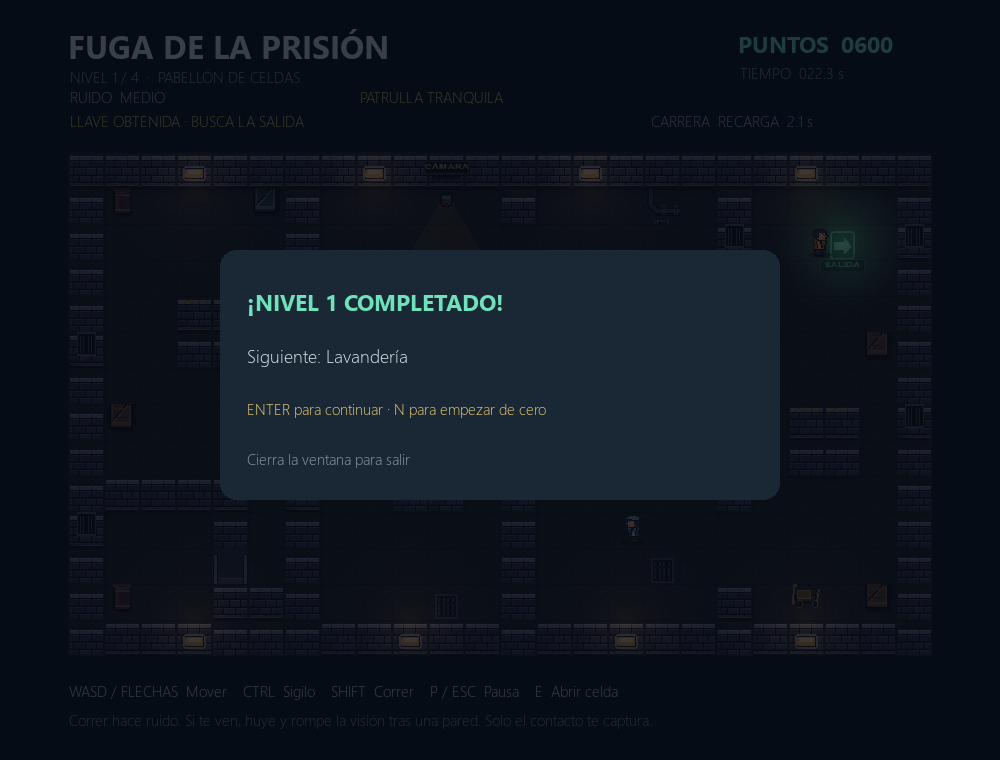 FUGA DE LA PRISIÓN
PUNTOS 0600
NIVEL 1 / 4 · PABELLÓN DE CELDAS
TIEMPO 022.3 s
RUIDO MEDIO
PATRULLA TRANQUILA
LLAVE OBTENIDA · BUSCA LA SALIDA
CARRERA RECARGA 2.1 s
CÁMARA
SALIDA
¡NIVEL 1 COMPLETADO!
Siguiente: Lavandería
ENTER para continuar · N para empezar de cero
Cierra la ventana para salir
WASD / FLECHAS Mover CTRL Sigilo SHIFT Correr P / ESC Pausa E Abrir celda
Correr hace ruido. Si te ven, huye y rompe la visión tras una pared. Solo el contacto te captura.